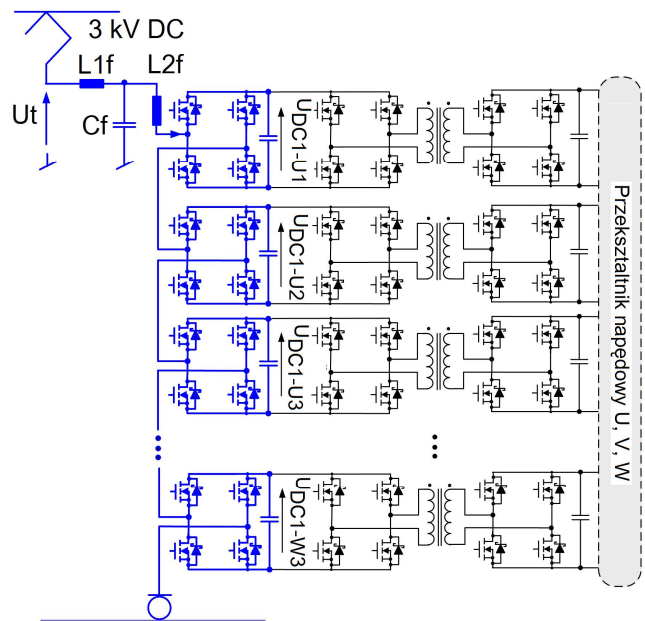 3 kV DC
L1f
L2f
Ut
Cf
UDC1-U1
UDC1-U2
UDC1-U3
UDC1-W3
Przekształtnik napędowy U, V, W